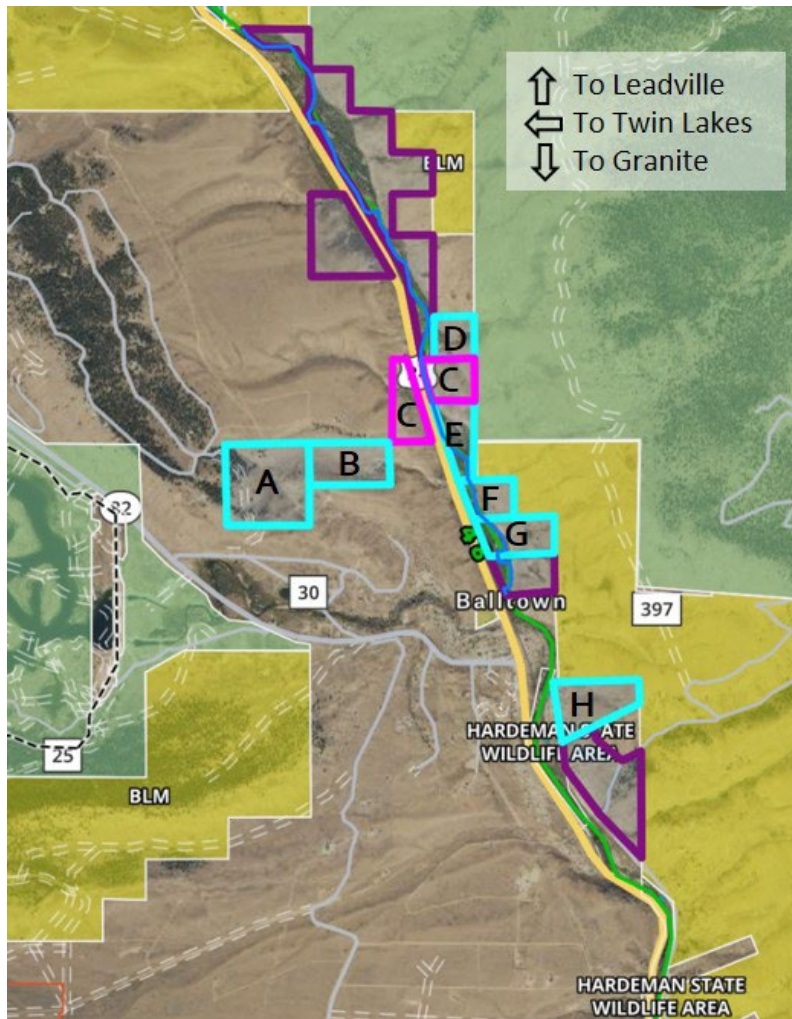 To Leadville
To Twin Lakes
To Granite
BLM
D
C
C
E
B
A
F
82
G
30
Balltown
397
H
HARDEMAN STATE
WILDLIFE AREA
25
BLM
HARDEMAN STATE
WILDLIFE AREA